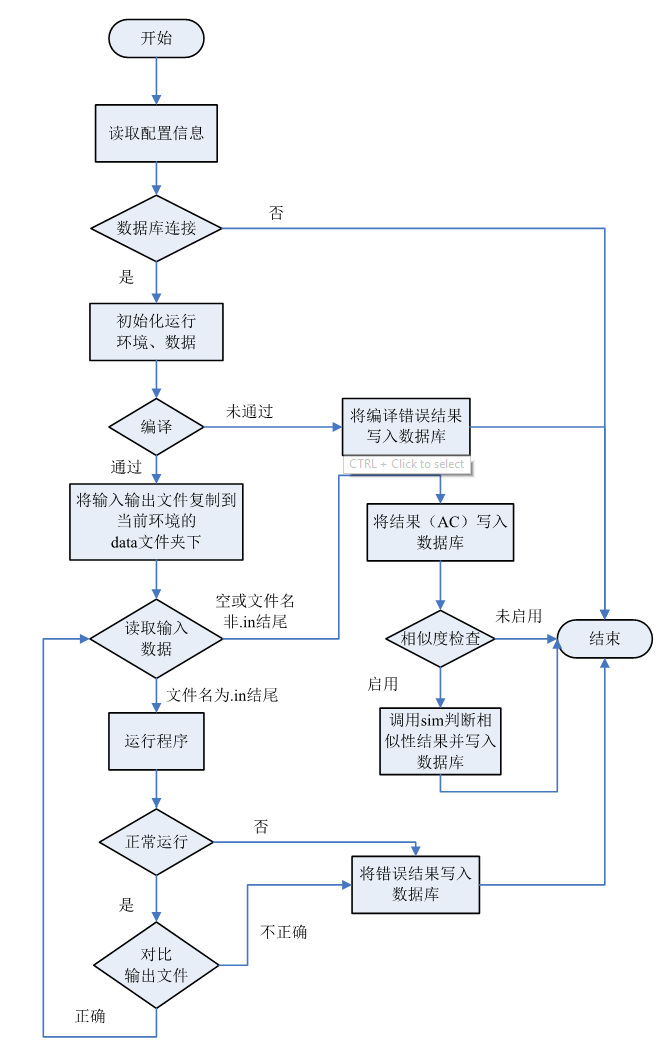 开始
读取配置信息
数据库连接
否
是
初始化运行
环境、数据
编译
未通过
将编译错误结果
写入数据库
CTRL + Click to select
通过
将输入输出文件复制到
当前环境的
data文件夹下
将结果（AC）写入
数据库
空或文件名
非.in结尾
读取输入
数据
相似度检查
未启用
结束
启用
文件名为.in结尾
运行程序
调用sim判断相
似性结果并写入
数据库
正常运行
否
将错误结果写入
数据库
是
不正确
对比
输出文件
正确